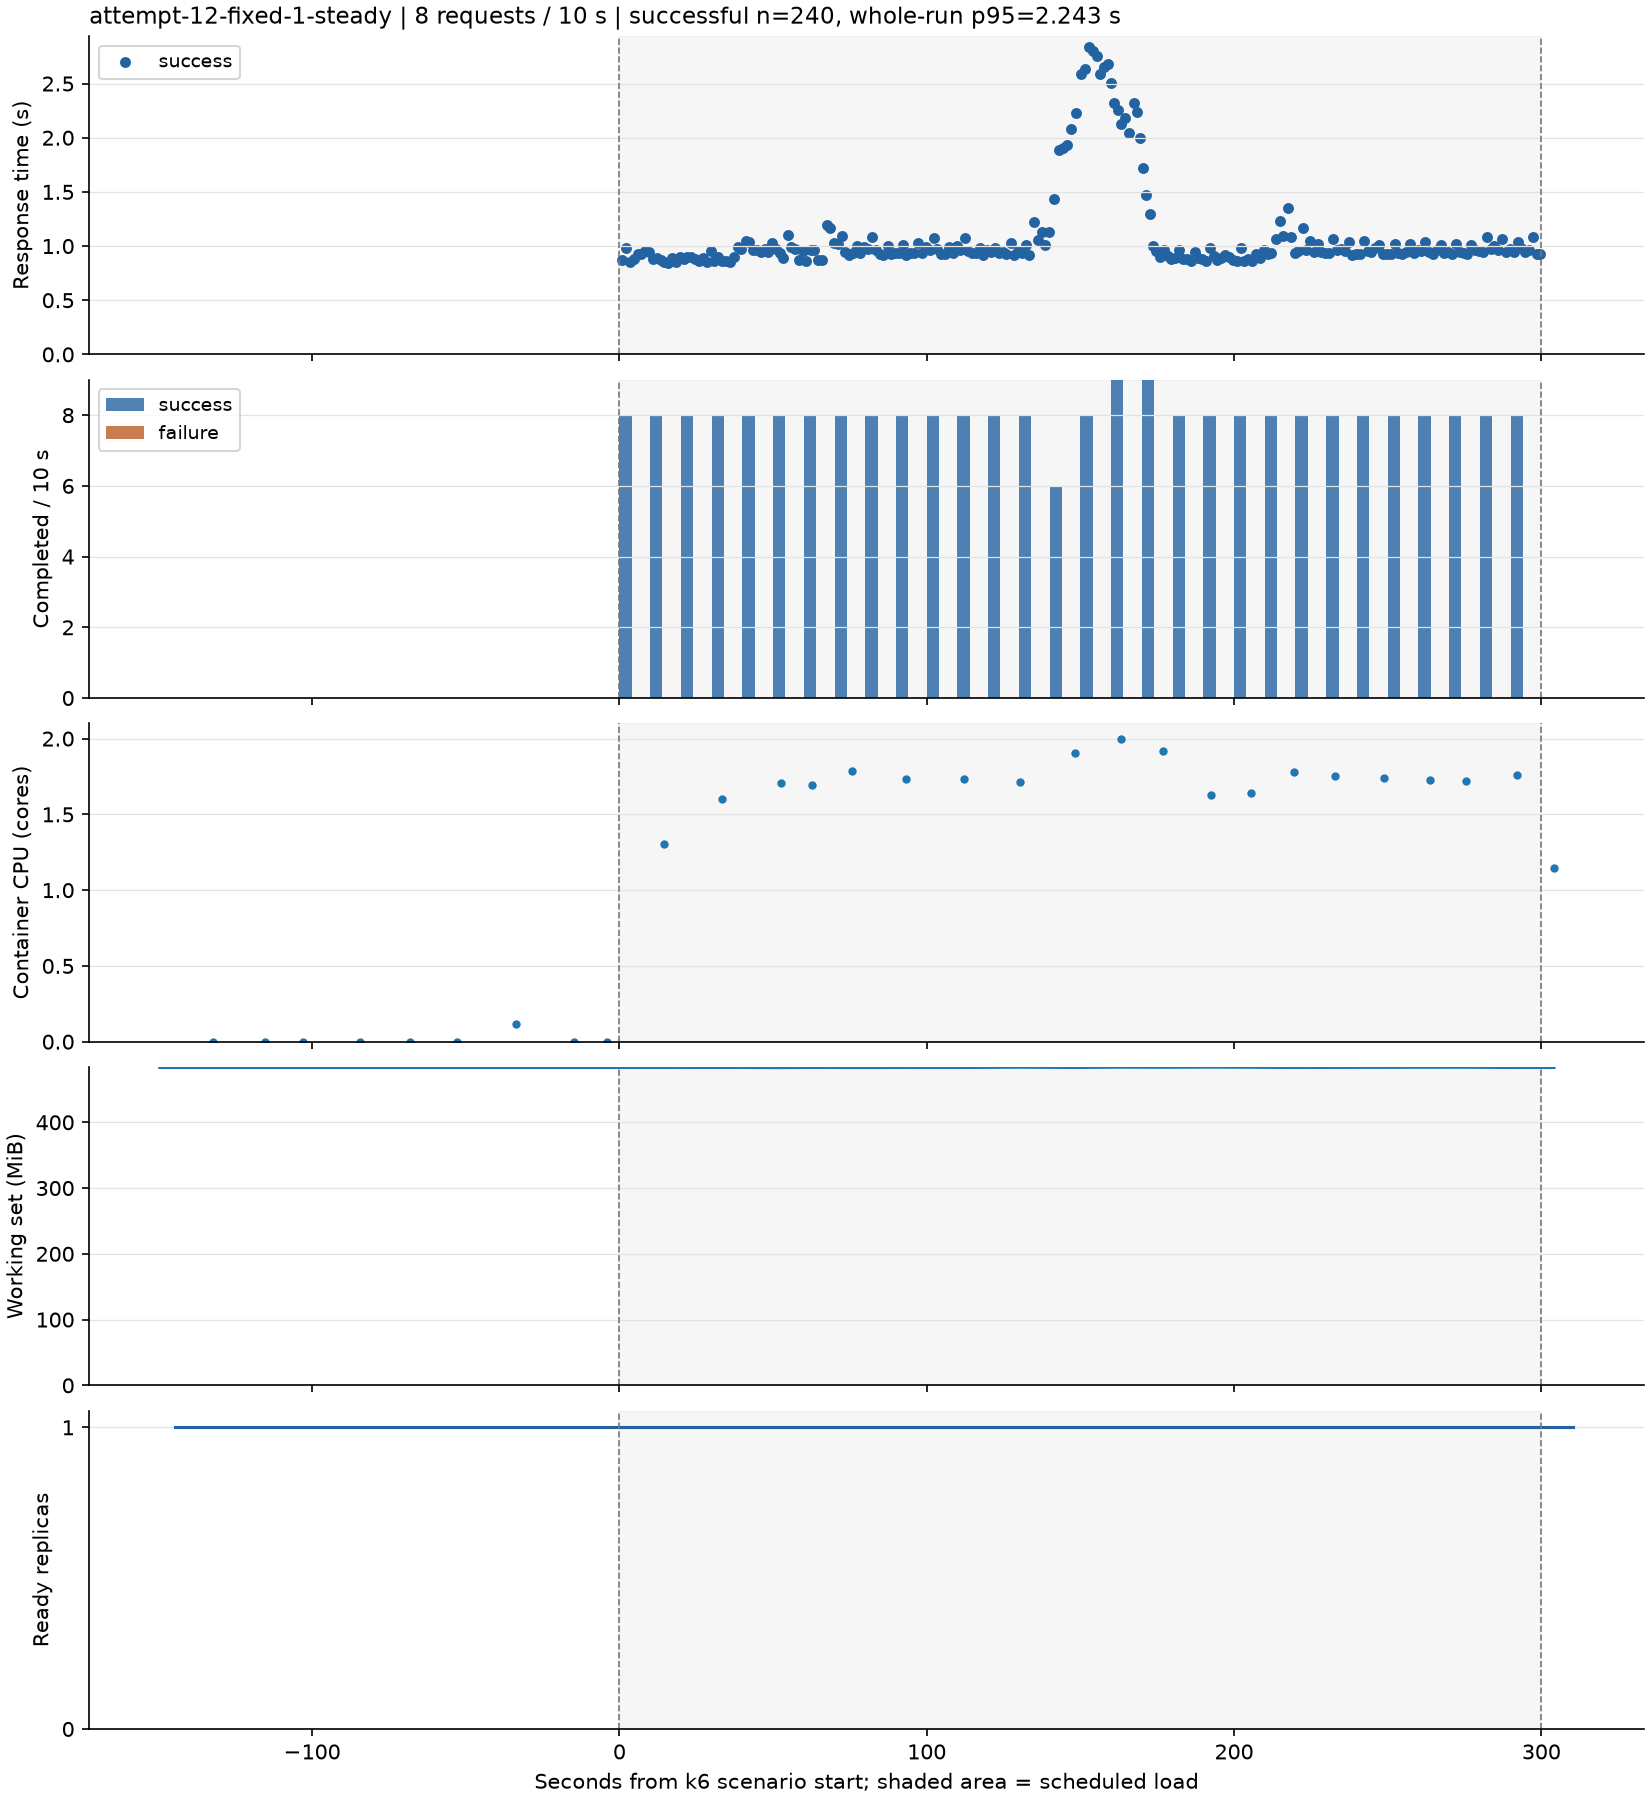 attempt-12-fixed-1-steady | 8 requests / 10 s | successful n=240, whole-run p95=2.243 s
Response time (s)
2.5
2.0
1.5
1.0
0.5
0.0
success
Completed / 10 s
8
6
4
2
0
success
failure
Container CPU (cores)
2.0
1.5
1.0
0.5
0.0
Working set (MiB)
400
300
200
100
0
Ready replicas
1
0
−100
0
100
200
300
Seconds from k6 scenario start; shaded area = scheduled load